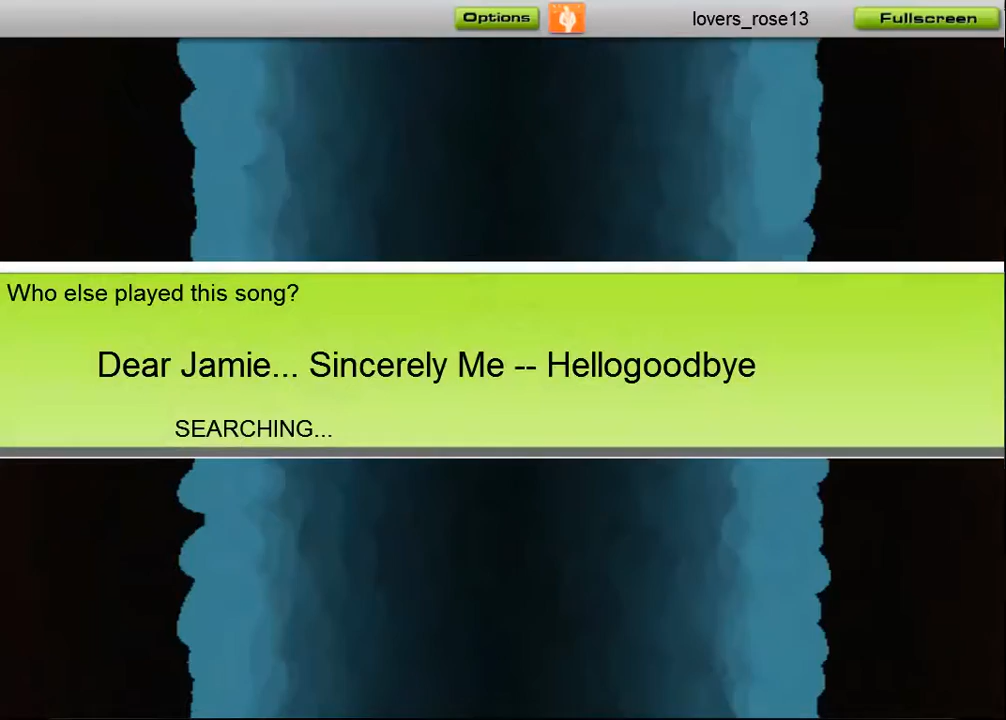 Options
lovers_rose13
Fullscreen
Who else played this song?
Dear Jamie... Sincerely Me -- Hellogoodbye
SEARCHING...